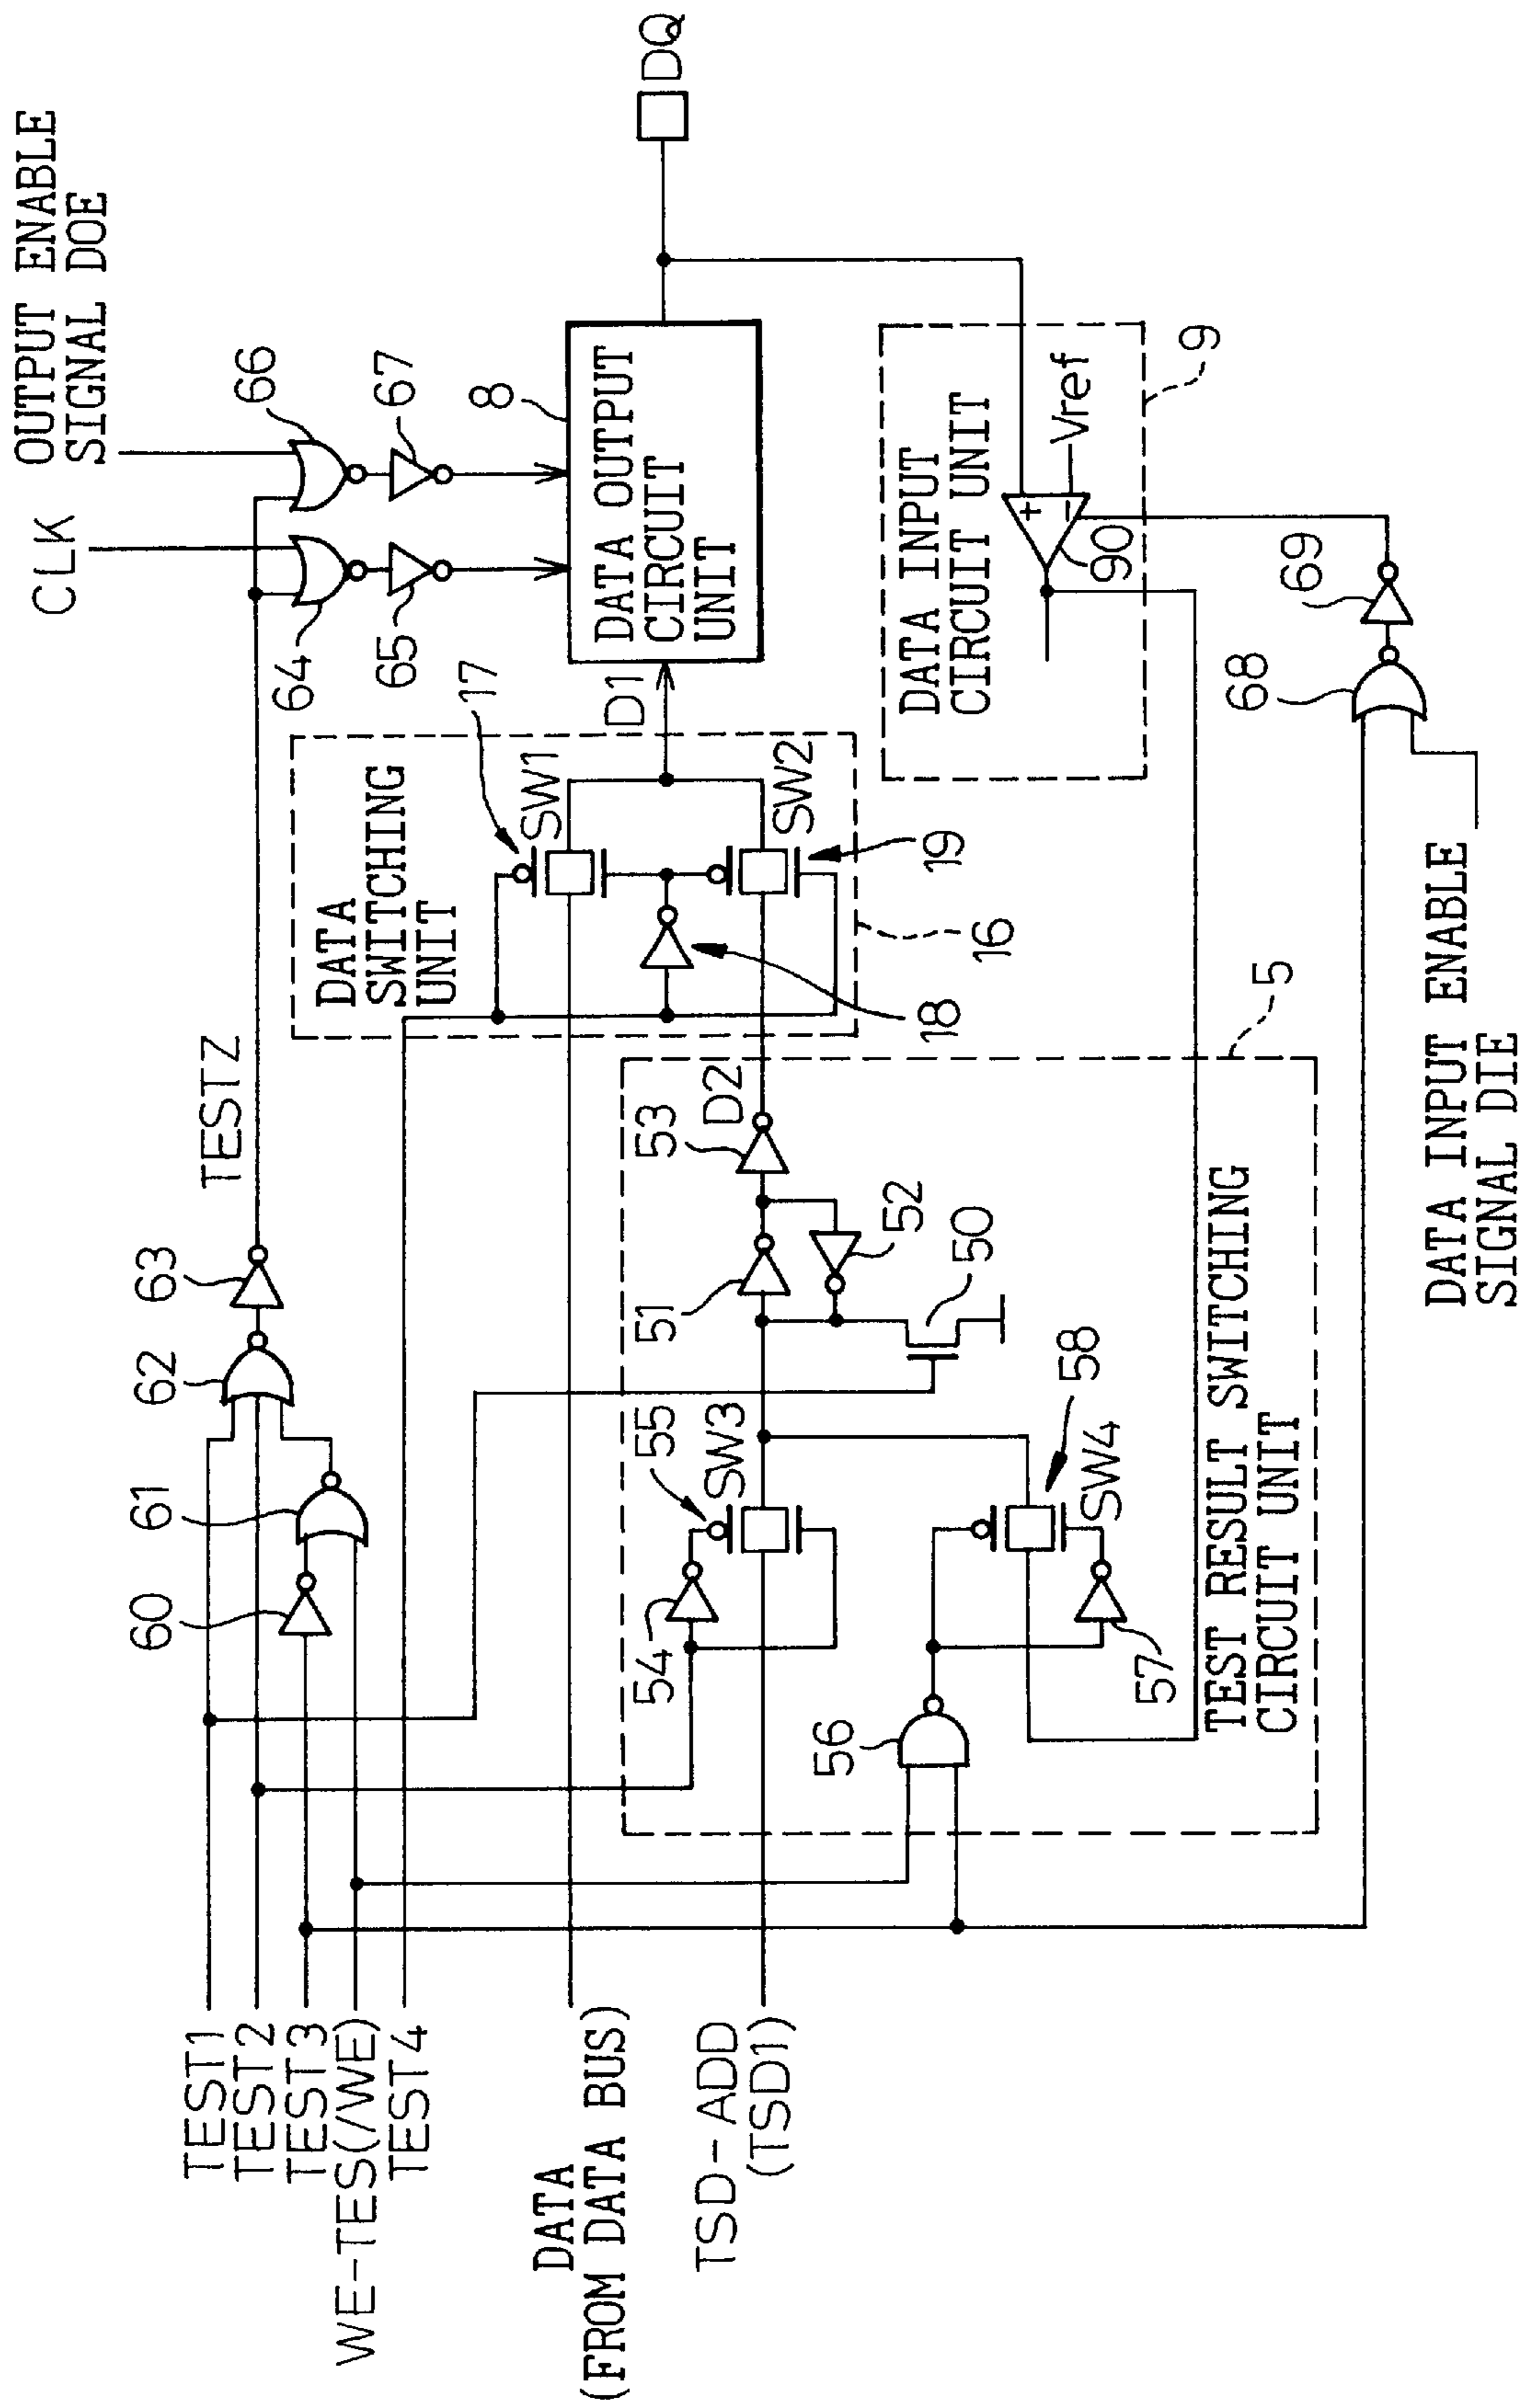 OUTPUT ENABLE
SIGNAL DOE
CLK
TESTZ
66
67
64
65
63
62
61
60
DQ
8
DATA OUTPUT
CIRCUIT
UNIT
D1
17
SW1
SW2
DATA
SWITCHING
UNIT
18
19
16
DATA INPUT
CIRCUIT UNIT
9
Vref
+
−
90
69
68
DATA INPUT ENABLE
SIGNAL DIE
5
D2
53
51
52
50
55
SW3
54
58
SW4
57
56
TEST RESULT SWITCHING
CIRCUIT UNIT
TEST1
TEST2
TEST3
WE-TES(/WE)
TEST4
DATA
(FROM DATA BUS)
TSD-ADD
(TSD1)